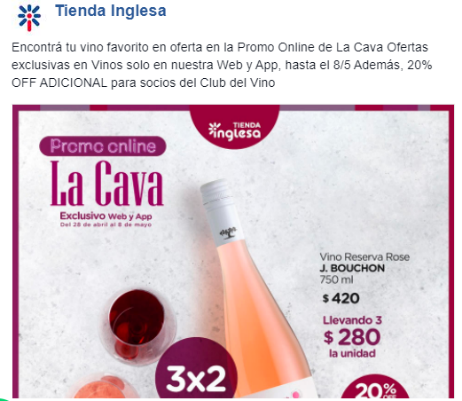 Tienda Inglesa
Encontrá tu vino favorito en oferta en la Promo Online de La Cava Ofertas
exclusivas en Vinos solo en nuestra Web y App, hasta el 8/5 Además, 20%
OFF ADICIONAL para socios del Club del Vino
TIENDA
inglesa
Promo online
La Cava
Exclusivo Web y App
Del 28 de abril al 8 de mayo
Vino Reserva Rose
J. BOUCHON
750 ml
$ 420
Llevando 3
$ 280
la unidad
3x2
20%
OFF